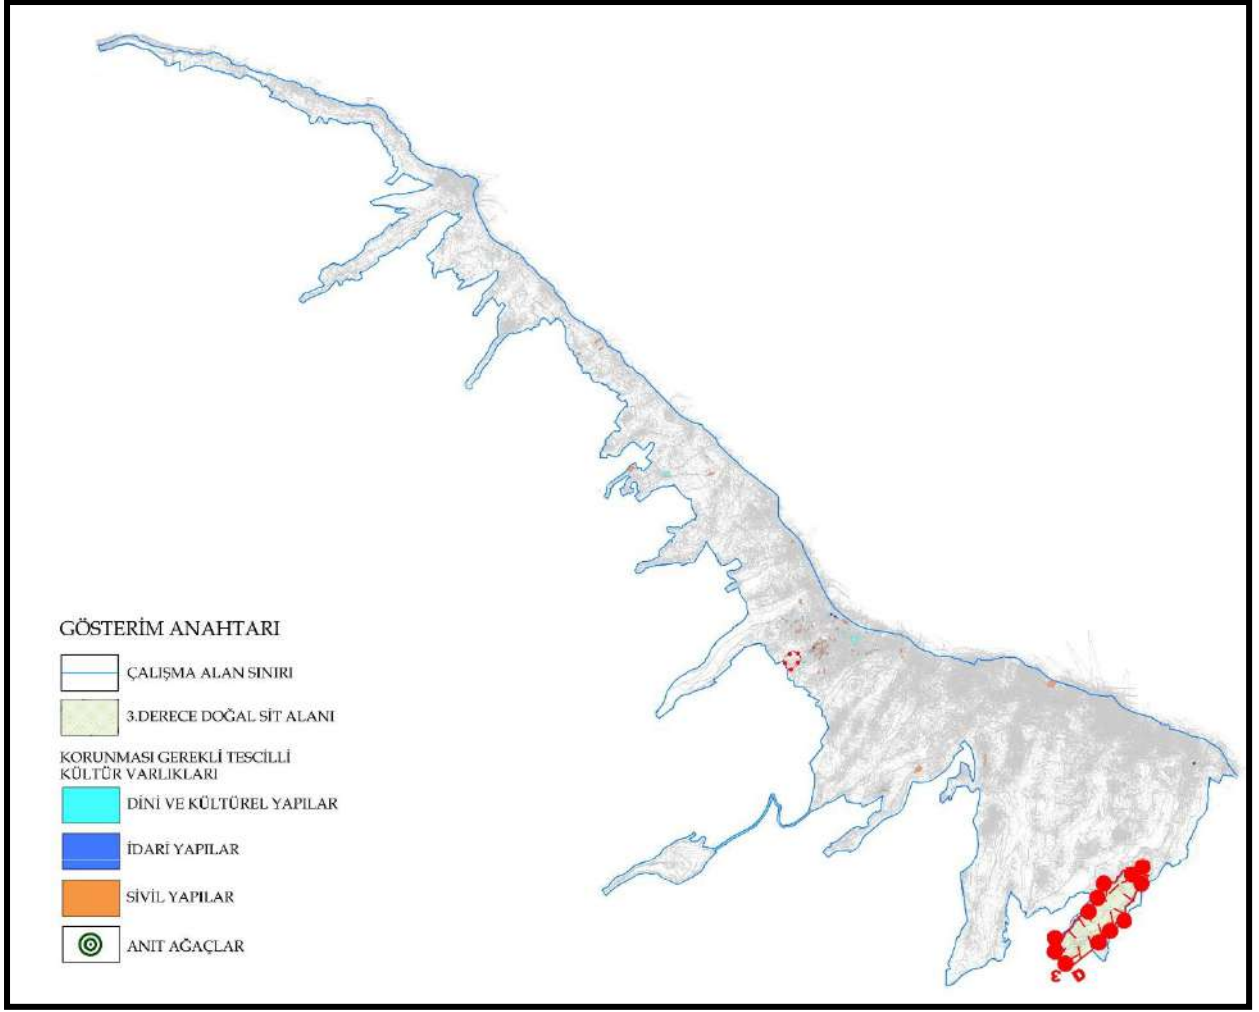 GÖSTERİM ANAHTARI
ÇALIŞMA ALAN SINIRI
3.DERECE DOĞAL SİT ALANI
KORUNMASI GEREKLİ TESCİLLİ
KÜLTÜR VARLIKLARI
DİNİ VE KÜLTÜREL YAPILAR
İDARİ YAPILAR
SİVİL YAPILAR
ANIT AĞAÇLAR
3 D